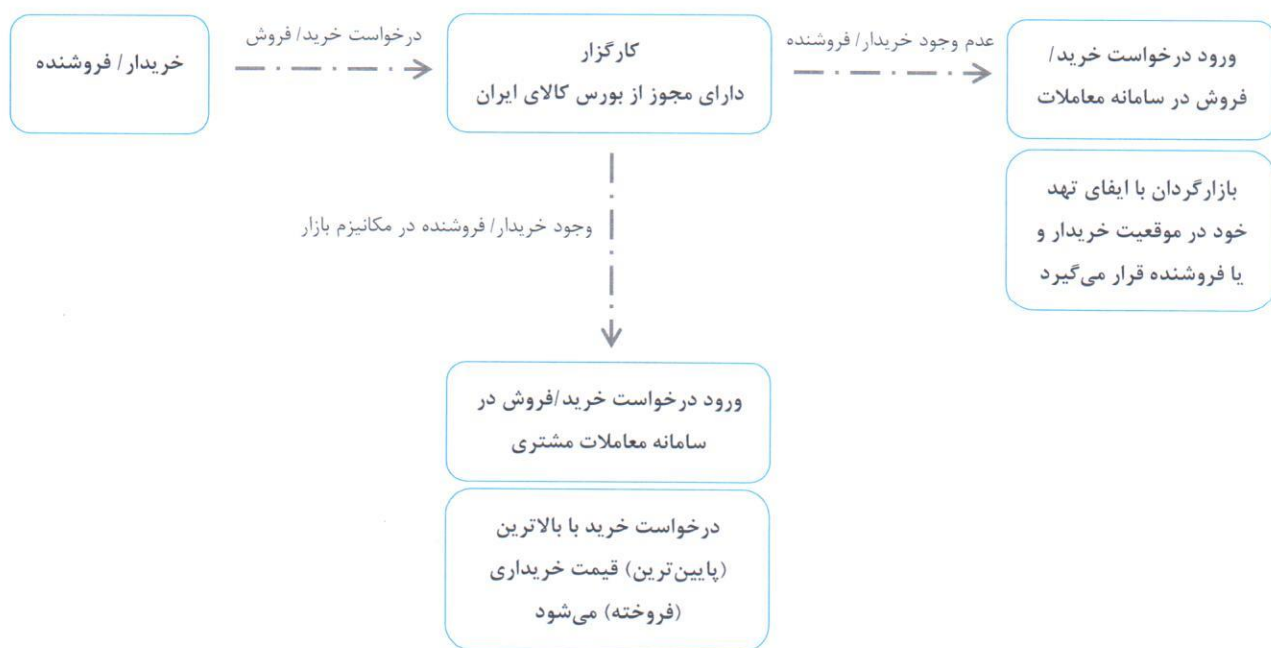 خریدار/ فروشنده
درخواست خرید/ فروش
کارگزار
دارای مجوز از بورس کالای ایران
عدم وجود خریدار/ فروشنده
ورود درخواست خرید/
فروش در سامانه معاملات
بازارگردان با ایفای تهد
خود در موقعیت خریدار و
یا فروشنده قرار می‌گیرد
وجود خریدار/ فروشنده در مکانیزم بازار
ورود درخواست خرید/فروش در
سامانه معاملات مشتری
درخواست خرید با بالاترین
(پایین‌ترین) قیمت خریداری
(فروخته) می‌شود